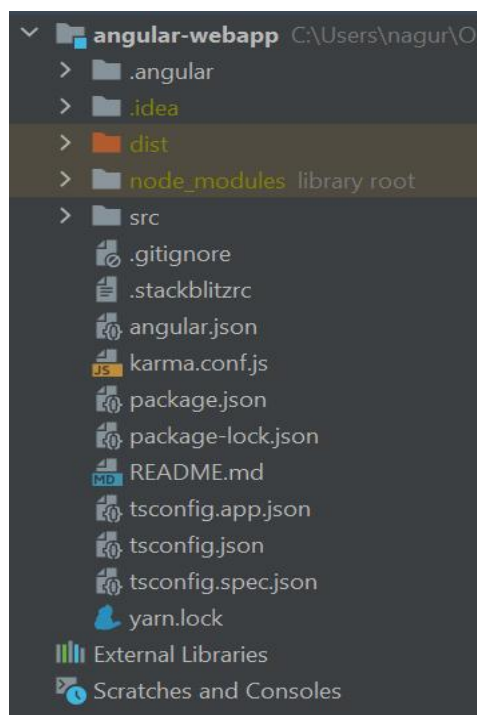 angular-webapp C:\Users\nagur\O
.angular
.idea
dist
node_modules library root
src
.gitignore
.stackblitzrc
angular.json
JS karma.conf.js
package.json
package-lock.json
MD README.md
tsconfig.app.json
tsconfig.json
tsconfig.spec.json
yarn.lock
External Libraries
Scratches and Consoles